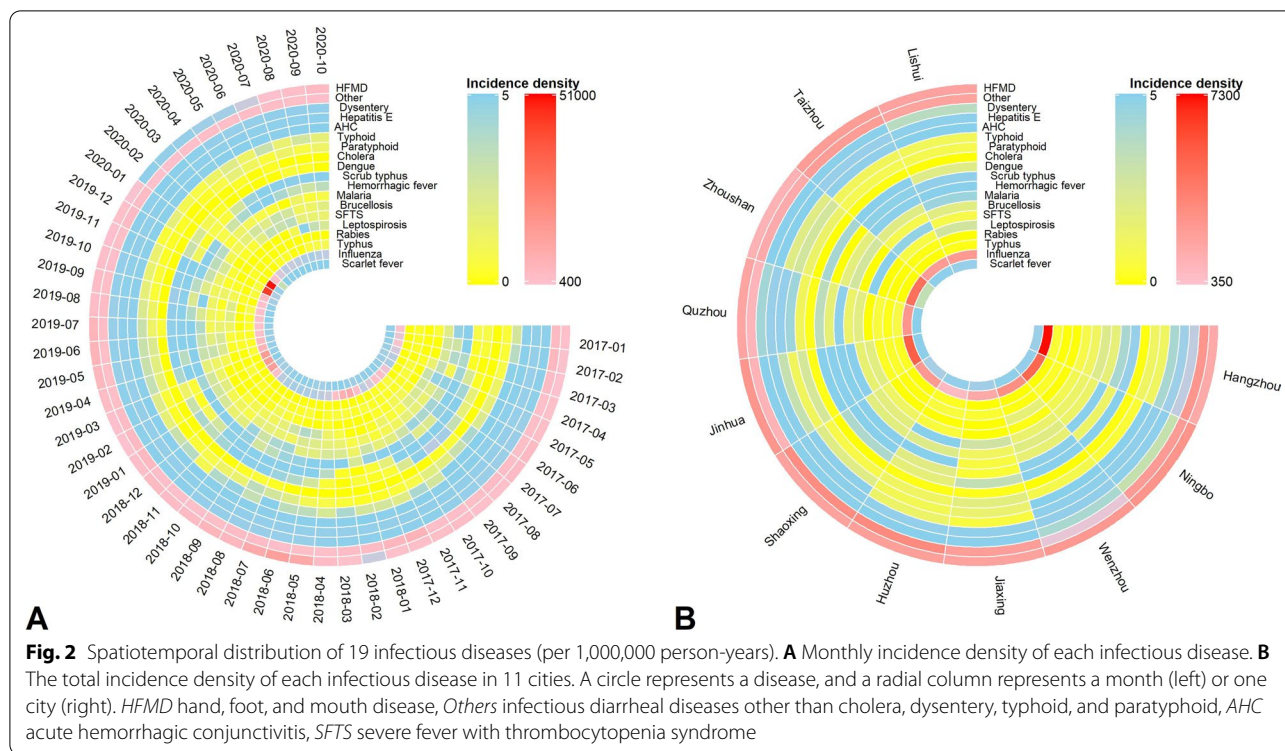 2020-10
2020-09
2020-08
2020-07
2020-06
2020-05
2020-04
2020-03
2020-02
2020-01
2019-12
2019-11
2019-10
2019-09
2019-08
2019-07
2019-06
2019-05
2019-04
2019-03
2019-02
2019-01
2018-12
2018-11
2018-10
2018-09
2018-08
2018-07
2018-06
2018-05
2018-04
2018-03
2018-02
2018-01
2017-12
2017-11
2017-10
2017-09
2017-08
2017-07
2017-06
2017-05
2017-04
2017-03
2017-02
2017-01
HFMD
Other
Dysentery
Hepatitis E
AHC
Typhoid
Paratyphoid
Cholera
Dengue
Scrub typhus
Hemorrhagic fever
Malaria
Brucellosis
SFTS
Leptospirosis
Rabies
Typhus
Influenza
Scarlet fever
Incidence density
5
0
51000
400
A
Lishui
Taizhou
Zhoushan
Quzhou
Jinhua
Shaoxing
Huzhou
Jiaxing
Wenzhou
Ningbo
Hangzhou
HFMD
Other
Dysentery
Hepatitis E
AHC
Typhoid
Paratyphoid
Cholera
Dengue
Scrub typhus
Hemorrhagic fever
Malaria
Brucellosis
SFTS
Leptospirosis
Rabies
Typhus
Influenza
Scarlet fever
Incidence density
5
0
7300
350
B
Fig. 2 Spatiotemporal distribution of 19 infectious diseases (per 1,000,000 person-years). A Monthly incidence density of each infectious disease. B
The total incidence density of each infectious disease in 11 cities. A circle represents a disease, and a radial column represents a month (left) or one
city (right). HFMD hand, foot, and mouth disease, Others infectious diarrheal diseases other than cholera, dysentery, typhoid, and paratyphoid, AHC
acute hemorrhagic conjunctivitis, SFTS severe fever with thrombocytopenia syndrome